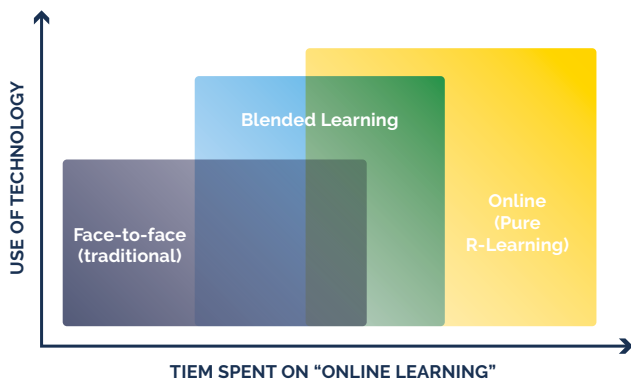 USE OF TECHNOLOGY
Blended Learning
Face-to-face
(traditional)
Online
(Pure
R-Learning)
TIEM SPENT ON “ONLINE LEARNING”